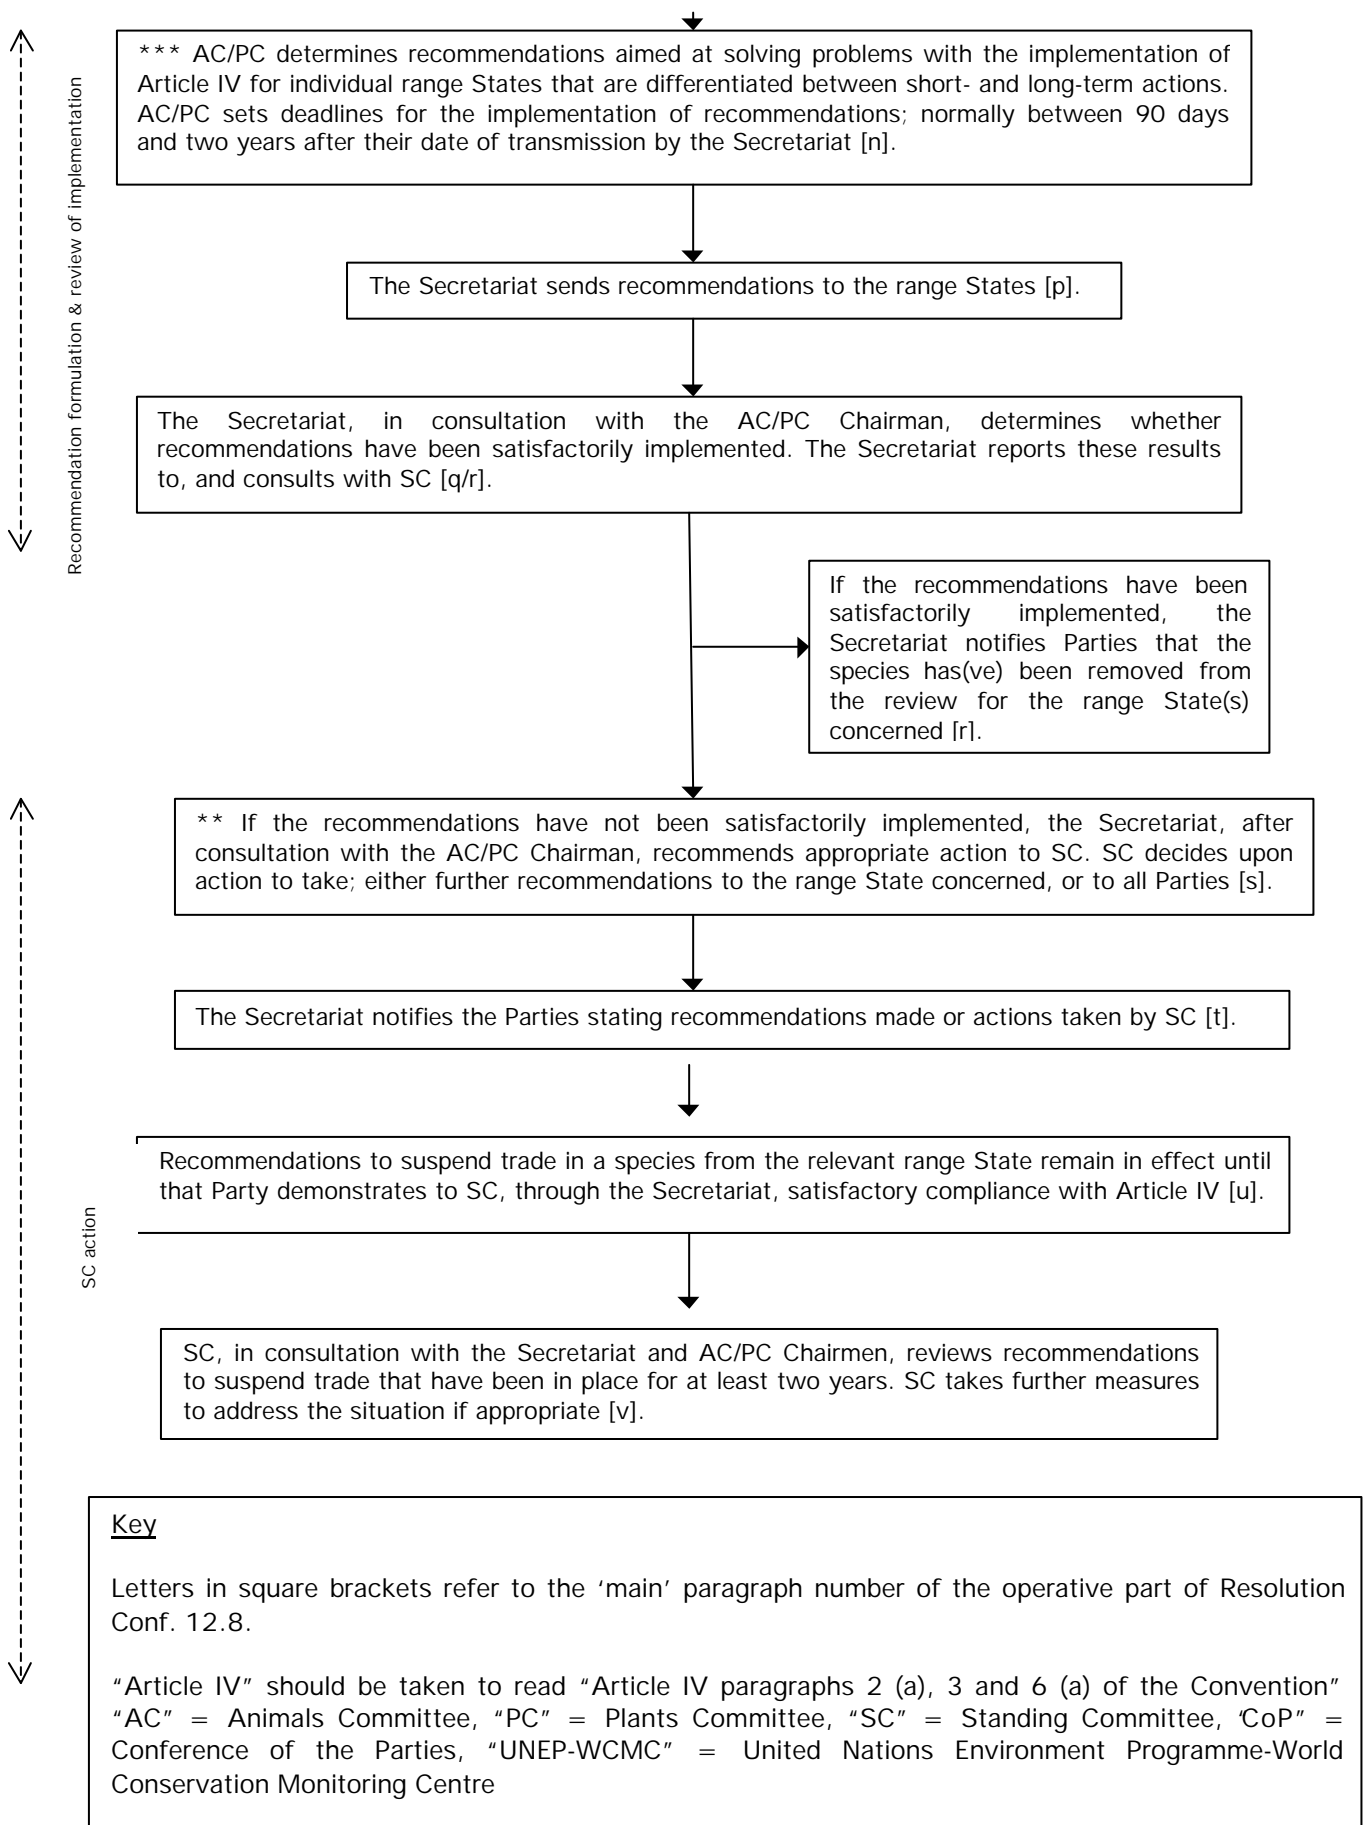 *** AC/PC determines recommendations aimed at solving problems with the implementation of
Article IV for individual range States that are differentiated between short- and long-term actions.
AC/PC sets deadlines for the implementation of recommendations; normally between 90 days
and two years after their date of transmission by the Secretariat [n].
Recommendation formulation & review of implementation
The Secretariat sends recommendations to the range States [p].
The Secretariat, in consultation with the AC/PC Chairman, determines whether
recommendations have been satisfactorily implemented. The Secretariat reports these results
to, and consults with SC [q/r].
If the recommendations have been
satisfactorily implemented, the
Secretariat notifies Parties that the
species has(ve) been removed from
the review for the range State(s)
concerned [r].
** If the recommendations have not been satisfactorily implemented, the Secretariat, after
consultation with the AC/PC Chairman, recommends appropriate action to SC. SC decides upon
action to take; either further recommendations to the range State concerned, or to all Parties [s].
The Secretariat notifies the Parties stating recommendations made or actions taken by SC [t].
Recommendations to suspend trade in a species from the relevant range State remain in effect until
that Party demonstrates to SC, through the Secretariat, satisfactory compliance with Article IV [u].
SC action
SC, in consultation with the Secretariat and AC/PC Chairmen, reviews recommendations
to suspend trade that have been in place for at least two years. SC takes further measures
to address the situation if appropriate [v].
Key
Letters in square brackets refer to the ‘main’ paragraph number of the operative part of Resolution
Conf. 12.8.
“Article IV” should be taken to read “Article IV paragraphs 2 (a), 3 and 6 (a) of the Convention”
“AC” = Animals Committee, “PC” = Plants Committee, “SC” = Standing Committee, ‘CoP” =
Conference of the Parties, “UNEP-WCMC” = United Nations Environment Programme-World
Conservation Monitoring Centre